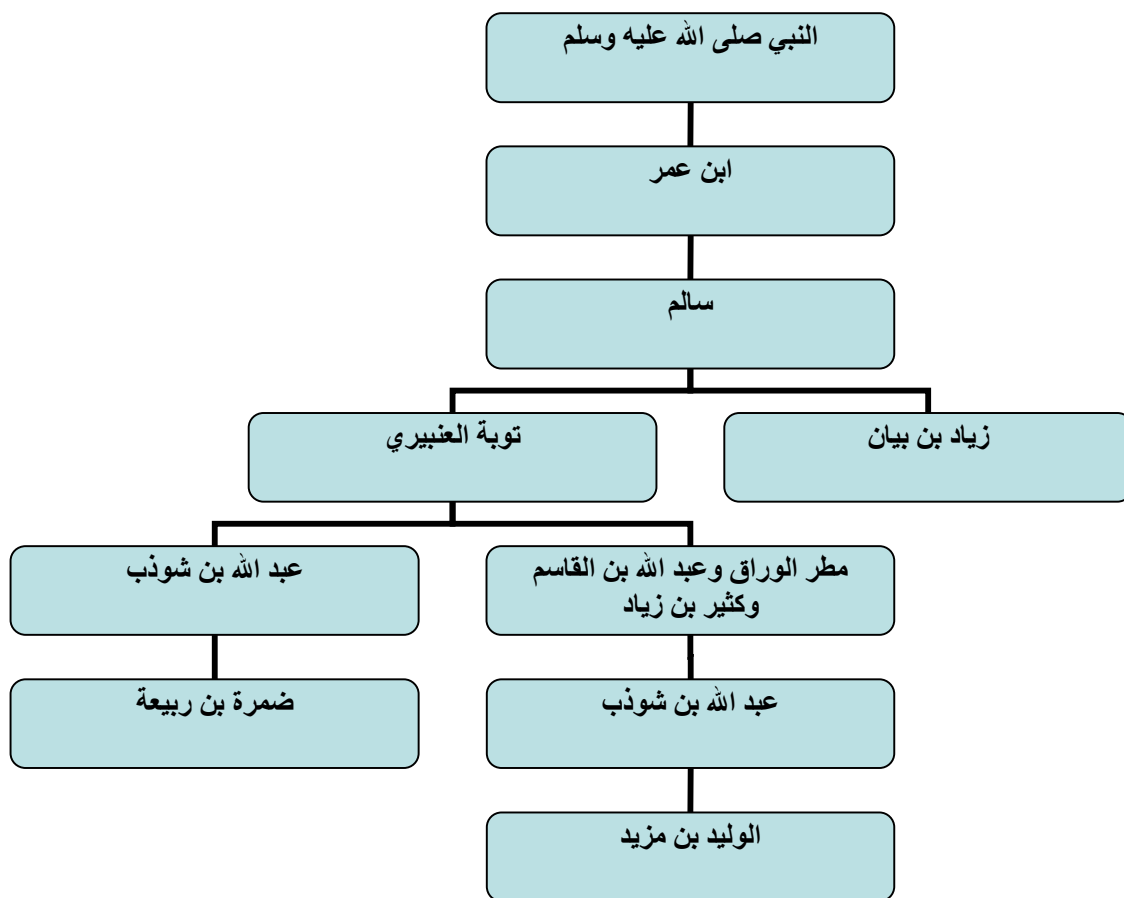 النبي صلى الله عليه وسلم
ابن عمر
سالم
زياد بن بيان
توبة العنبيري
مطر الوراق وعبد الله بن القاسم
وكثير بن زياد
عبد الله بن شوذب
عبد الله بن شوذب
ضمرة بن ربيعة
الوليد بن مزيد